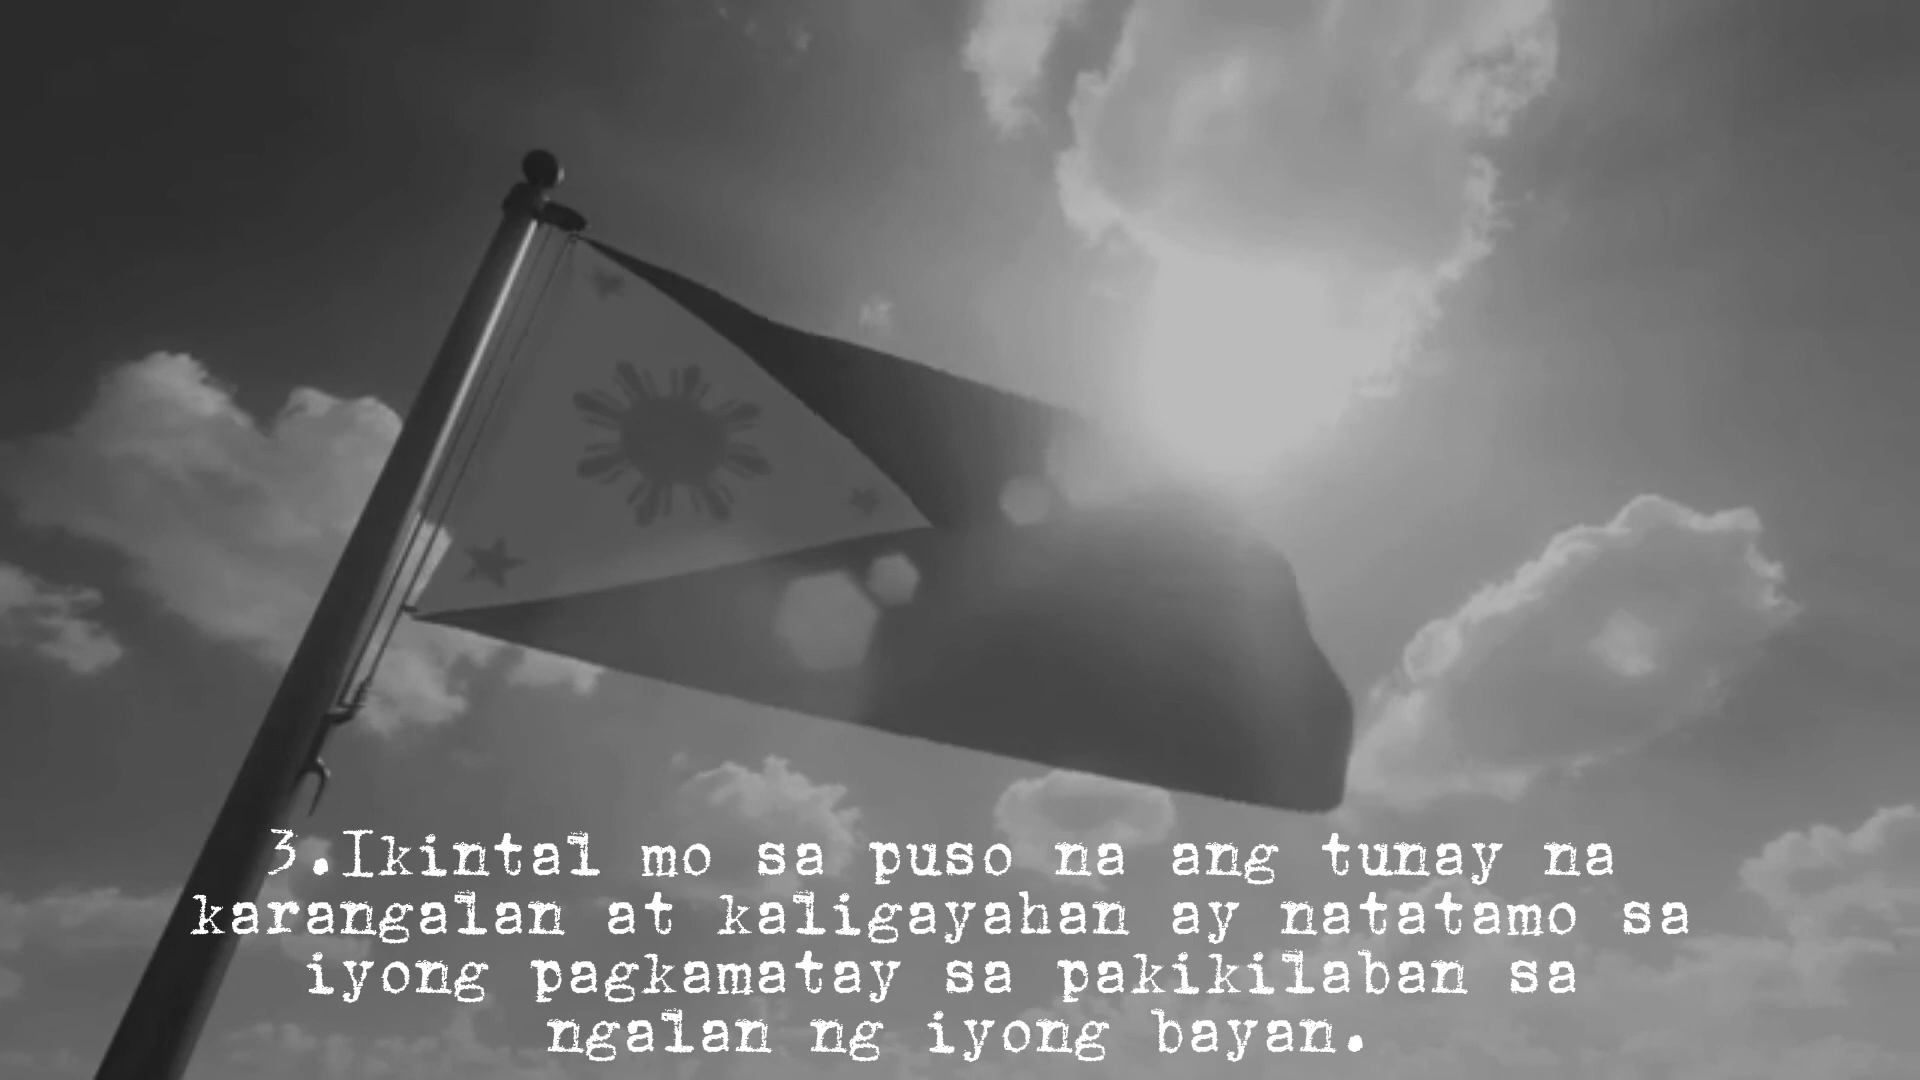 3.Ikintal mo sa puso na ang tunay na
karangalan at kaligayahan ay natatamo sa
iyong pagkamatay sa pakikilaban sa
ngalan ng iyong bayan.